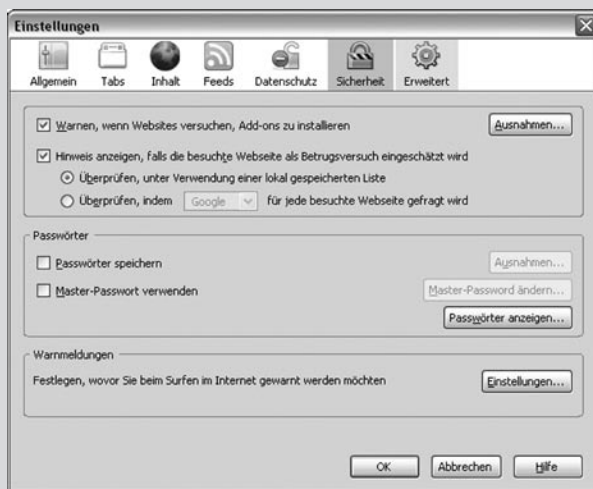 Einstellungen
Allgemein Tabs Inhalt Feeds Datenschutz Sicherheit Erweitert
Warnen, wenn Websites versuchen, Add-ons zu installieren Ausnahmen...
Hinweis anzeigen, falls die besuchte Webseite als Betrugsversuch eingeschätzt wird
Überprüfen, unter Verwendung einer lokal gespeicherten Liste
Überprüfen, indem Google für jede besuchte Webseite gefragt wird
Passwörter
Passwörter speichern Ausnahmen...
Master-Passwort verwenden Master-Password ändern...
Passwörter anzeigen...
Warnmeldungen
Festlegen, wovor Sie beim Surfen im Internet gewarnt werden möchten Einstellungen...
OK Abbrechen Hilfe